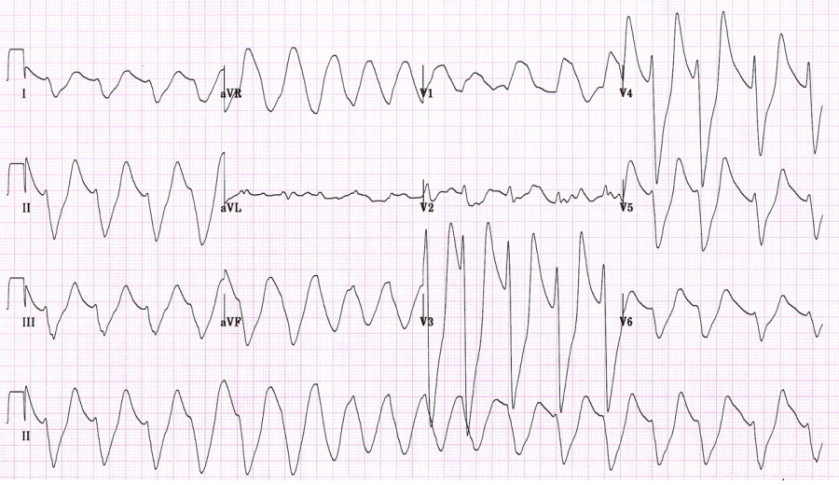 I aVR V1 V4
II aVL V2 V5
III aVF V3 V6
II